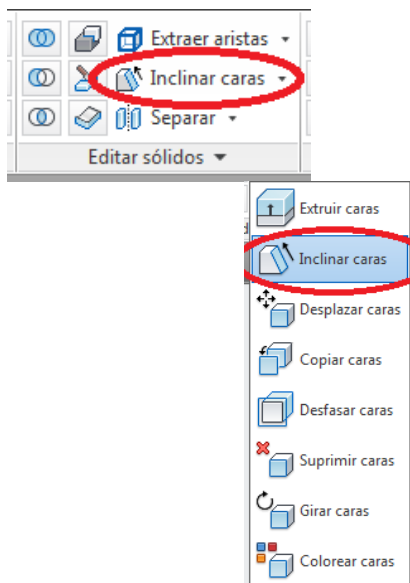 Extraer aristas
Inclinar caras
Separar
Editar sólidos
Extruir caras
Inclinar caras
Desplazar caras
Copiar caras
Desfasar caras
Suprimir caras
Girar caras
Colorear caras